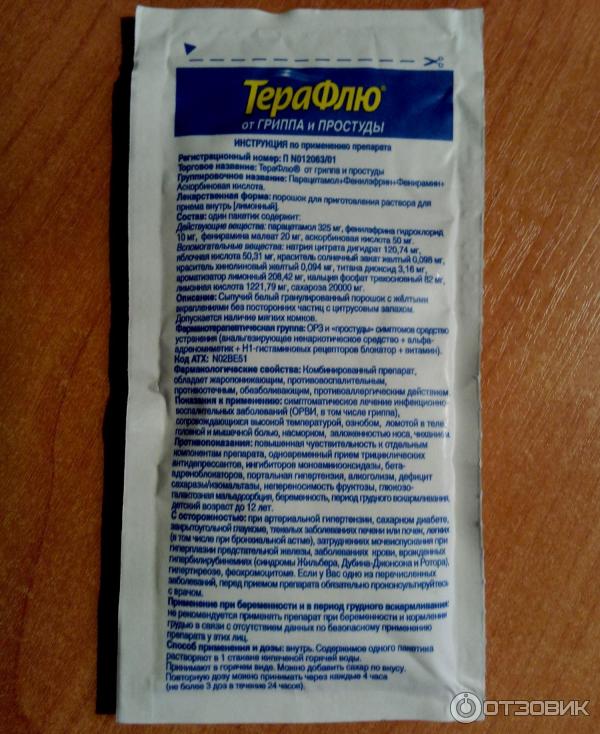 ТераФлю®
от ГРИППА и ПРОСТУДЫ
ИНСТРУКЦИЯ по применению препарата
Регистрационный номер: П N012063/01
Торговое название: ТераФлю® от гриппа и простуды
Группировочное название: Парацетамол+Фенилэфрин+Фенирамин+
Аскорбиновая кислота.
Лекарственная форма: порошок для приготовления раствора для
приема внутрь [лимонный].
Состав: один пакетик содержит:
Действующие вещества: парацетамол 325 мг, фенилэфрина гидрохлорид
10 мг, фенирамина малеат 20 мг, аскорбиновая кислота 50 мг.
Вспомогательные вещества: натрия цитрата дигидрат 120,74 мг,
яблочная кислота 50,31 мг, краситель солнечный закат желтый 0,098 мг,
краситель хинолиновый желтый 0,094 мг, титана диоксид 3,16 мг,
ароматизатор лимонный 208,42 мг, кальция фосфат трехосновный 82 мг,
лимонная кислота 1221,79 мг, сахароза 20000 мг.
Описание: Сыпучий белый гранулированный порошок с жёлтыми
вкраплениями без посторонних частиц с цитрусовым запахом.
Допускается наличие мягких комков.
Фармакотерапевтическая группа: ОРЗ и «простуды» симптомов средство
устранения (анальгезирующее ненаркотическое средство + альфа-
адреномиметик + Н1-гистаминовых рецепторов блокатор + витамин).
Код АТХ: N02BE51
Фармакологические свойства: Комбинированный препарат,
обладает жаропонижающим, противовоспалительным,
противоотечным, обезболивающим, противоаллергическим действием.
Показания к применению: симптоматическое лечение инфекционно-
воспалительных заболеваний (ОРВИ, в том числе гриппа),
сопровождающихся высокой температурой, ознобом, ломотой в теле,
головной и мышечной болью, насморком, заложенностью носа, чиханием.
Противопоказания: повышенная чувствительность к отдельным
компонентам препарата, одновременный прием трициклических
антидепрессантов, ингибиторов моноаминооксидазы, бета-
адреноблокаторов, портальная гипертензия, алкоголизм, дефицит
сахаразы/изомальтазы, непереносимость фруктозы, глюкозо-
галактозная мальадсорбция, беременность, период грудного вскармливания,
детский возраст до 12 лет.
С осторожностью: при артериальной гипертензии, сахарном диабете,
закрытоугольной глаукоме, тяжелых заболеваниях печени или почек, легких
(в том числе при бронхиальной астме), затруднениях мочеиспускания при
гиперплазии предстательной железы, заболеваниях крови, врожденных
гипербилирубинемиях (синдромы Жильбера, Дубина-Джонсона и Ротора),
гипертиреозе, феохромоцитоме. Если у Вас одно из перечисленных
заболеваний, перед приемом препарата обязательно проконсультируйтесь
с врачом.
Применение при беременности и в период грудного вскармливания:
не рекомендуется применять препарат при беременности и кормлении
грудью в связи с отсутствием данных по безопасному применению
препарата у этих лиц.
Способ применения и дозы: внутрь. Содержимое одного пакетика
растворяют в 1 стакане кипяченой горячей воды.
Принимают в горячем виде. Можно добавить сахар по вкусу.
Повторную дозу можно принимать через каждые 4 часа
(не более 3 доз в течение 24 часов).
ОТЗОВИК